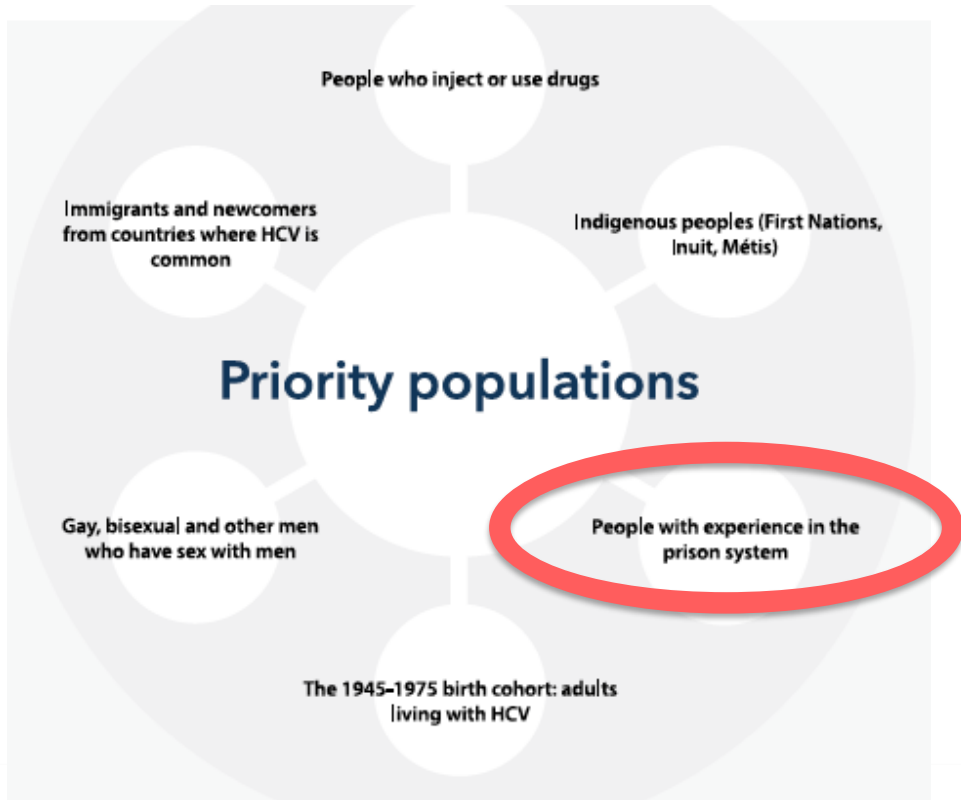 People who inject or use drugs
Immigrants and newcomers
from countries where HCV is
common
Indigenous peoples (First Nations,
Inuit, Métis)
Priority populations
Gay, bisexual and other men
who have sex with men
People with experience in the
prison system
The 1945–1975 birth cohort: adults
living with HCV